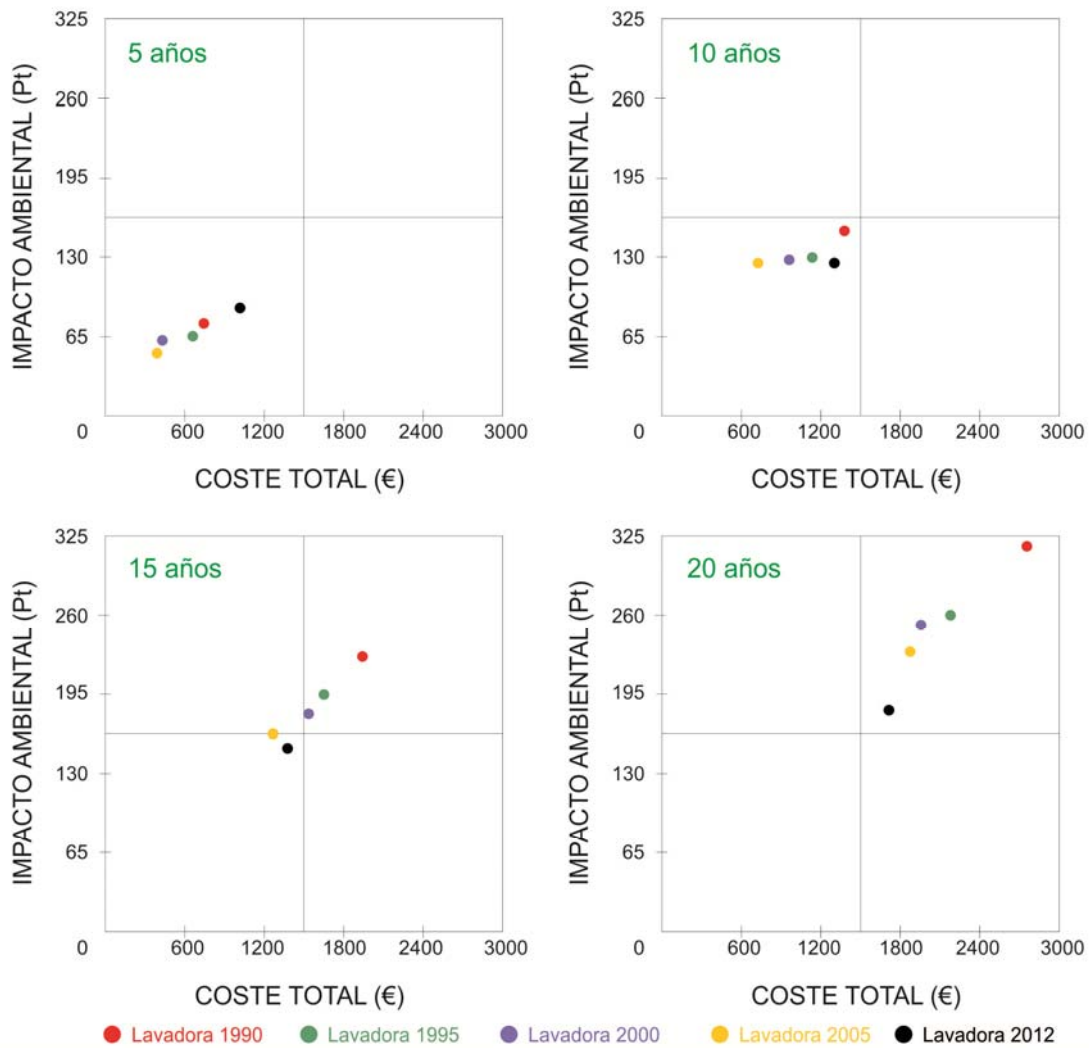 IMPACTO AMBIENTAL (Pt)
325
260
195
130
65
0
5 años
600
1200
1800
2400
3000
COSTE TOTAL (€)
IMPACTO AMBIENTAL (Pt)
325
260
195
130
65
0
10 años
600
1200
1800
2400
3000
COSTE TOTAL (€)
IMPACTO AMBIENTAL (Pt)
325
260
195
130
65
0
15 años
600
1200
1800
2400
3000
COSTE TOTAL (€)
IMPACTO AMBIENTAL (Pt)
325
260
195
130
65
0
20 años
600
1200
1800
2400
3000
COSTE TOTAL (€)
Lavadora 1990
Lavadora 1995
Lavadora 2000
Lavadora 2005
Lavadora 2012